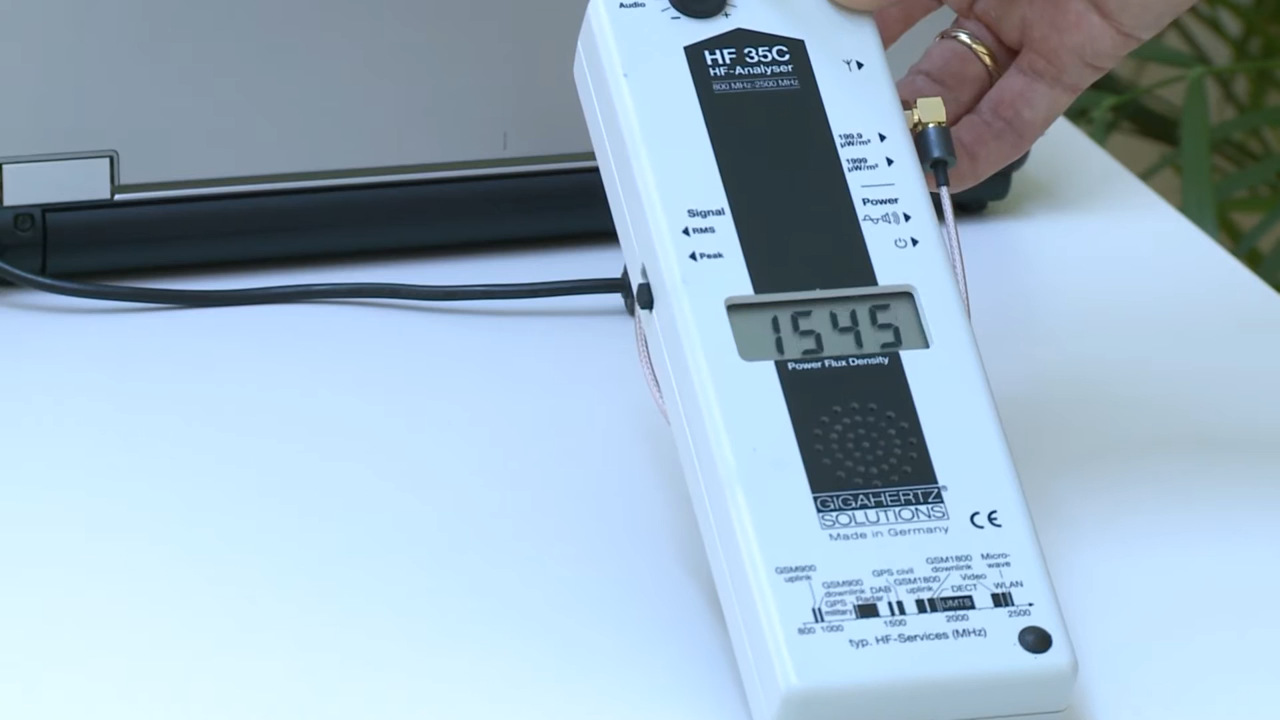 Audio
- +
HF 35C
HF-Analyser
800 MHz-2500 MHz
199.9
µW/m²
1999
µW/m²
Power
Signal
RMS
Peak
1545
Power Flux Density
GIGAHERTZ®
SOLUTIONS
Made in Germany
CE
GSM900
uplink
GSM900
downlink
GPS
military
Radar
DAB
GPS civil
GSM1800
uplink
GSM1800
downlink
DECT
UMTS
Video
Micro-
wave
WLAN
800 1000 1500 2000 2500
typ. HF-Services (MHz)